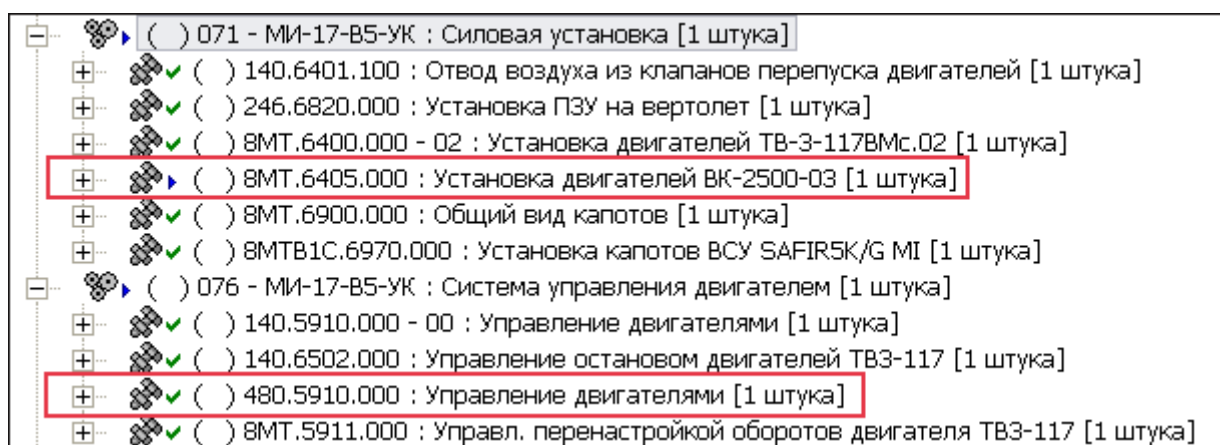 ( ) 071 - МИ-17-В5-УК : Силовая установка [1 штука]
( ) 140.6401.100 : Отвод воздуха из клапанов перепуска двигателей [1 штука]
( ) 246.6820.000 : Установка ПЗУ на вертолет [1 штука]
( ) 8МТ.6400.000 - 02 : Установка двигателей ТВ-3-117ВМс.02 [1 штука]
( ) 8МТ.6405.000 : Установка двигателей ВК-2500-03 [1 штука]
( ) 8МТ.6900.000 : Общий вид капотов [1 штука]
( ) 8МТВ1С.6970.000 : Установка капотов ВСУ SAFIR5K/G MI [1 штука]
( ) 076 - МИ-17-В5-УК : Система управления двигателем [1 штука]
( ) 140.5910.000 - 00 : Управление двигателями [1 штука]
( ) 140.6502.000 : Управление остановом двигателей ТВ3-117 [1 штука]
( ) 480.5910.000 : Управление двигателями [1 штука]
( ) 8МТ.5911.000 : Управл. перенастройкой оборотов двигателя ТВ3-117 [1 штука]